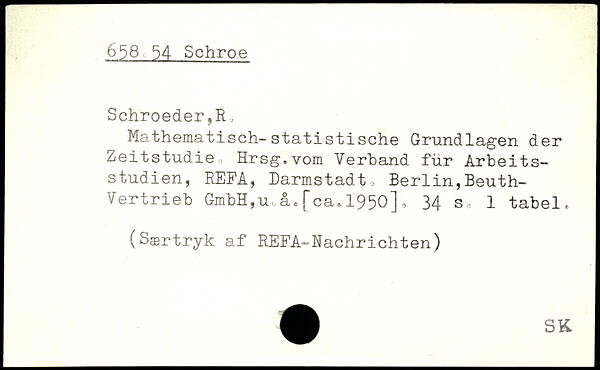 658.54 Schroe
Schroeder,R.
Mathematisch-statistische Grundlagen der
Zeitstudie. Hrsg.vom Verband für Arbeits-
studien, REFA, Darmstadt. Berlin,Beuth-
Vertrieb GmbH,u.å.[ca.1950]. 34 s. 1 tabel.
(Særtryk af REFA-Nachrichten)
SK